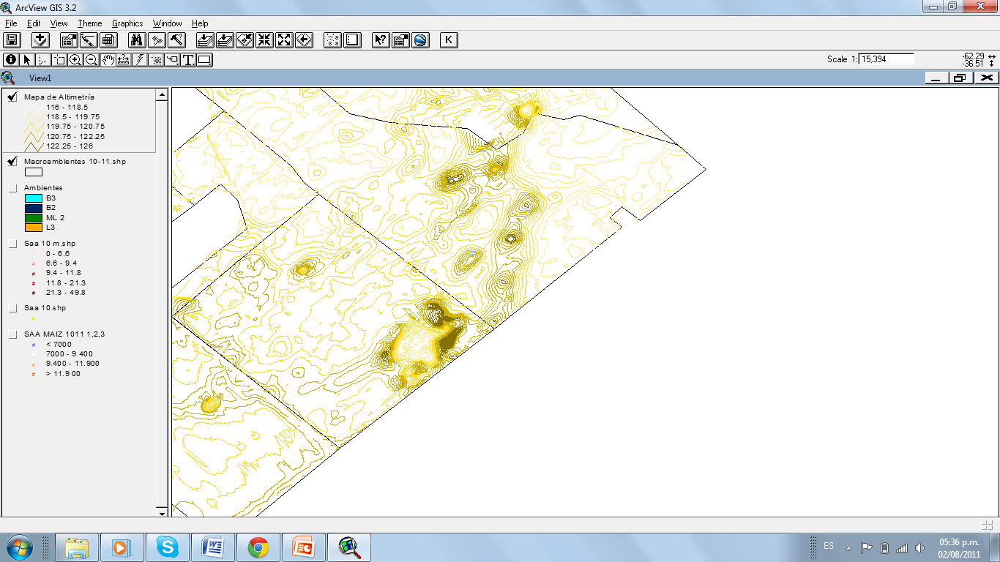 ArcView GIS 3.2
File Edit View Theme Graphics Window Help
K
Scale 1: 15,394
-62.29
-36.51
View1
Mapa de Altimetría
116 - 118.5
118.5 - 119.75
119.75 - 120.75
120.75 - 122.25
122.25 - 126
Macroambientes 10-11.shp
Ambientes
B3
B2
ML 2
L3
Saa 10 m.shp
0 - 6.6
6.6 - 9.4
9.4 - 11.8
11.8 - 21.3
21.3 - 49.8
Saa 10.shp
SAA MAIZ 1011 1,2,3
< 7000
7000 - 9.400
9.400 - 11.900
> 11.9 00
ES
05:36 p.m.
02/08/2011